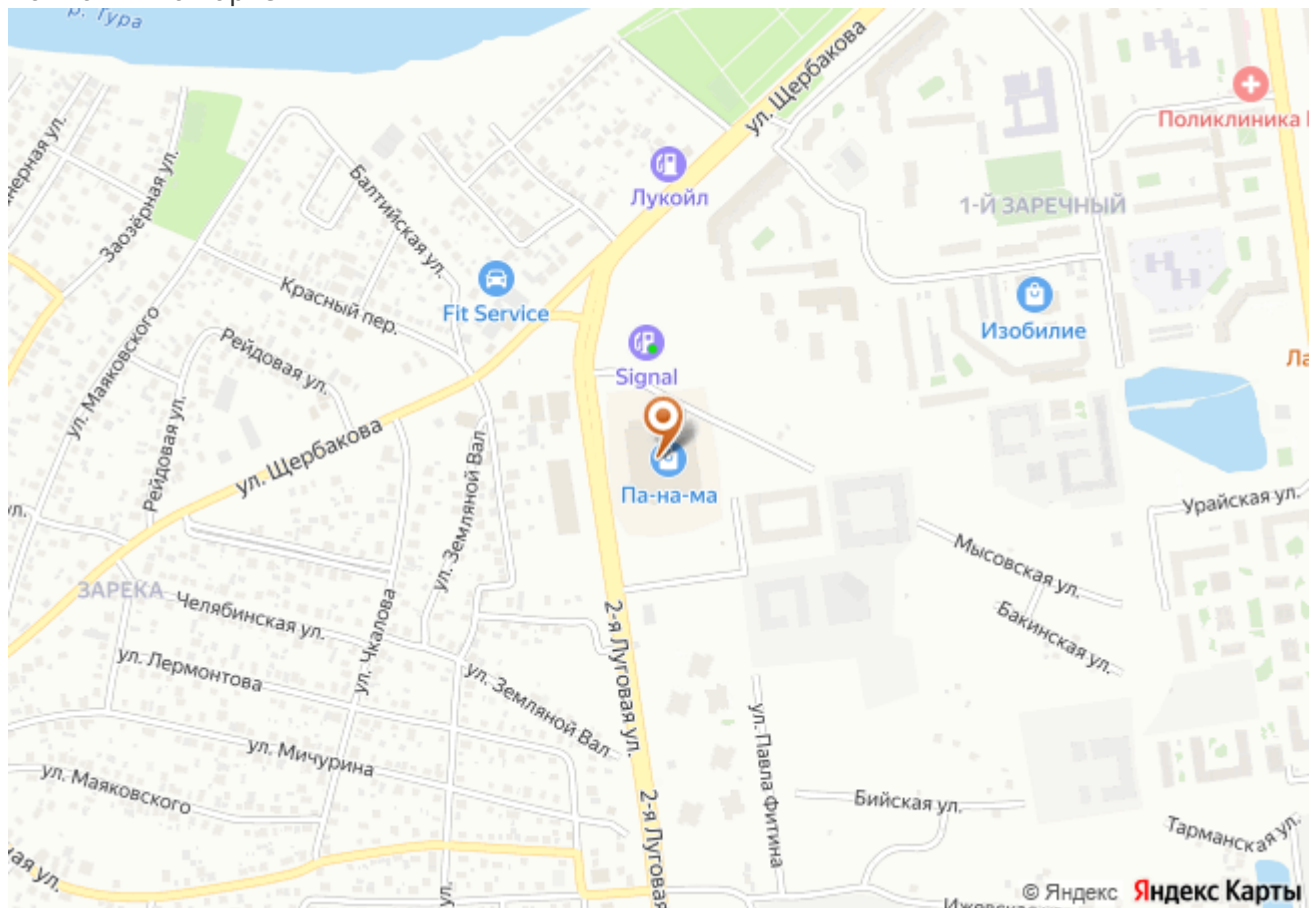 р. Тура
ул. Щербакова
Поликлиника
Лукойл
1-Й ЗАРЕЧНЫЙ
Заозёрная ул.
Балтийская ул.
Красный пер.
Fit Service
Изобилие
Рейдовая ул.
Signal
ул. Маяковского
Рейдовая ул.
ул. Щербакова
ул. Земляной Вал
Па-на-ма
Урайская ул.
Мысовская ул.
ЗАРЕКА
Челябинская ул.
Бакинская ул.
ул. Чкалова
2-я Луговая ул.
ул. Лермонтова
ул. Земляной Вал
ул. Павла Фитина
ул. Мичурина
ул. Маяковского
Бийская ул.
2-я Луговая
Тарманская ул.
ул.
© Яндекс Яндекс Карты